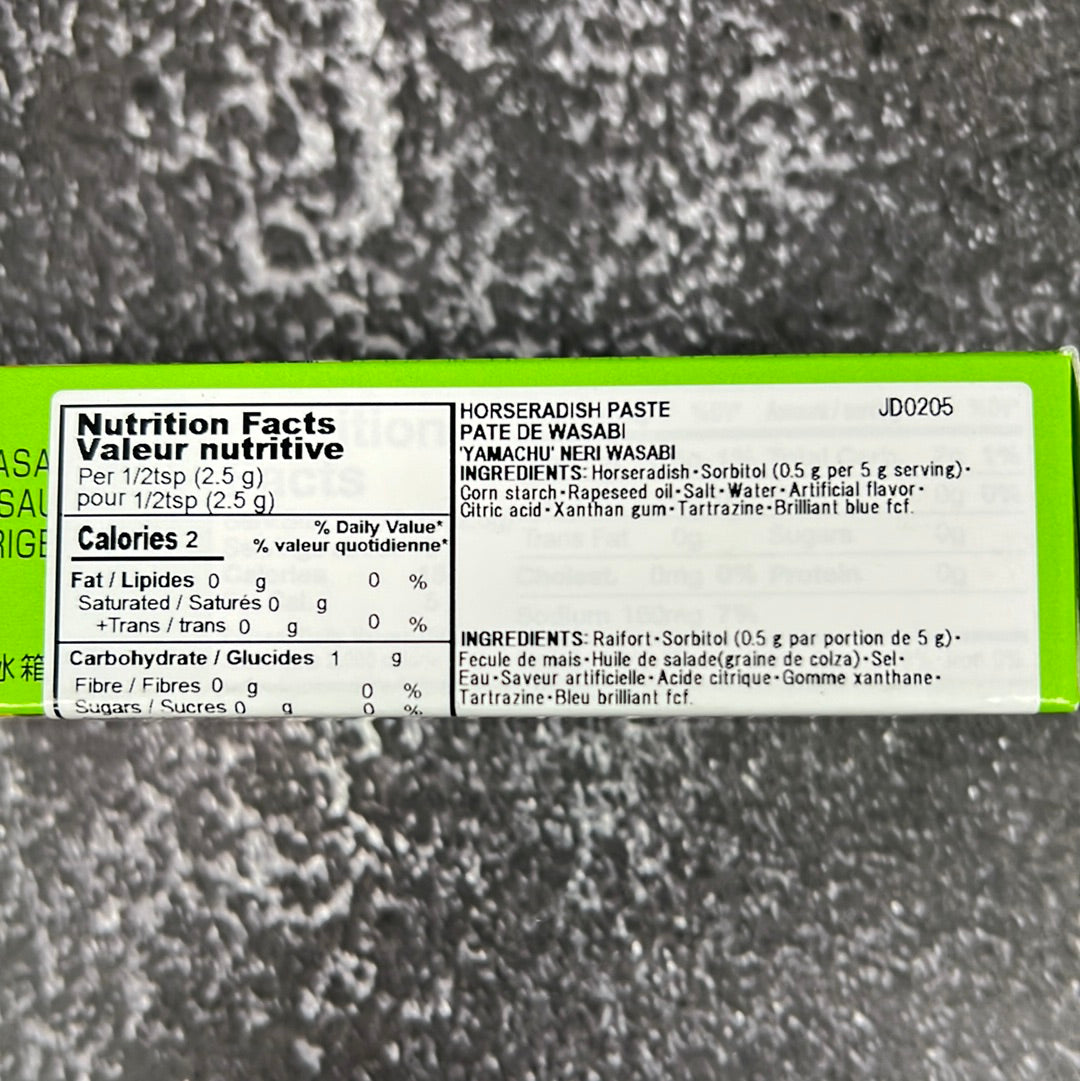 Nutrition Facts
Valeur nutritive
Per 1/2tsp (2.5 g)
pour 1/2tsp (2.5 g)
Calories 2
% Daily Value*
% valeur quotidienne*
Fat / Lipides 0 g 0 %
Saturated / Saturés 0 g
+Trans / trans 0 g 0 %
Carbohydrate / Glucides 1 g
Fibre / Fibres 0 g 0 %
Sugars / Sucres 0 g 0 %
HORSERADISH PASTE
JD0205
PATE DE WASABI
'YAMACHU' NERI WASABI
INGREDIENTS: Horseradish·Sorbitol (0.5 g per 5 g serving)·
Corn starch·Rapeseed oil·Salt·Water·Artificial flavor·
Citric acid·Xanthan gum·Tartrazine·Brilliant blue fcf.
INGREDIENTS: Raifort·Sorbitol (0.5 g par portion de 5 g)·
Fecule de mais·Huile de salade(graine de colza)·Sel·
Eau·Saveur artificielle·Acide citrique·Gomme xanthane·
Tartrazine·Bleu brilliant fcf.
ASA
SAU
RIGE
冰箱